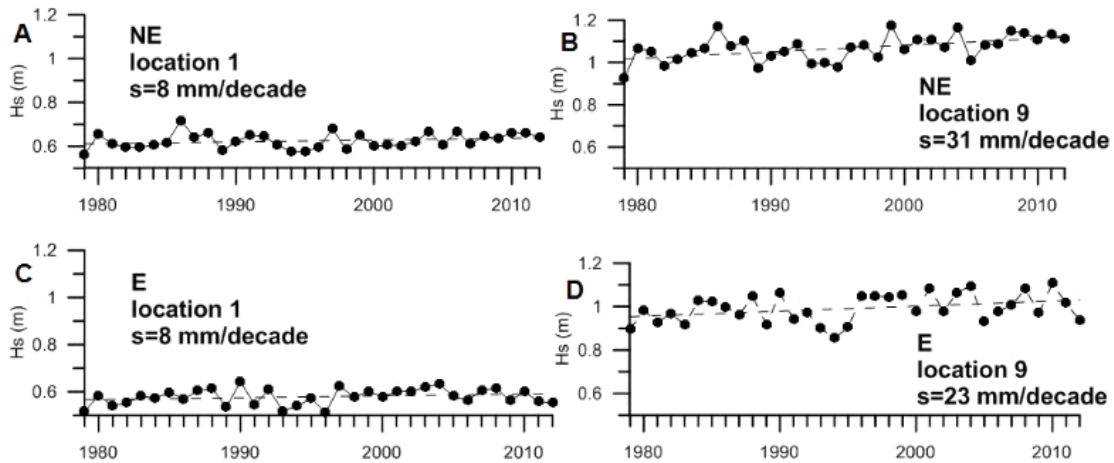 A
Hs (m)
1.2
1
0.8
0.6
NE
location 1
s=8 mm/decade
1980
1990
2000
2010
B
Hs (m)
1.2
1
0.8
0.6
NE
location 9
s=31 mm/decade
1980
1990
2000
2010
C
Hs (m)
1.2
1
0.8
0.6
E
location 1
s=8 mm/decade
1980
1990
2000
2010
D
Hs (m)
1.2
1
0.8
0.6
E
location 9
s=23 mm/decade
1980
1990
2000
2010